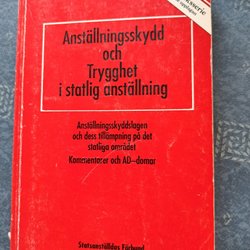 Anställningsskydd
och
Trygghet
i statlig anställning
Anställningsskyddslagen
och dess tillämpning på det
statliga området
Kommentarer och AD-domar
Statsanställdas Förbund